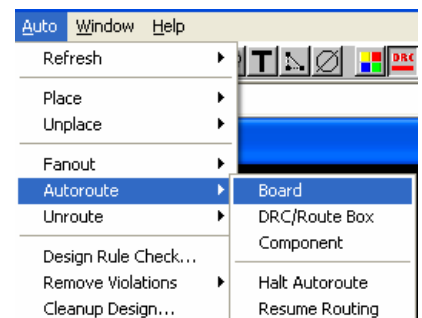 Auto Window Help
Refresh
T DRC
Place
Unplace
Fanout
Autoroute Board
Unroute DRC/Route Box
Component
Design Rule Check...
Remove Violations Halt Autoroute
Cleanup Design... Resume Routing